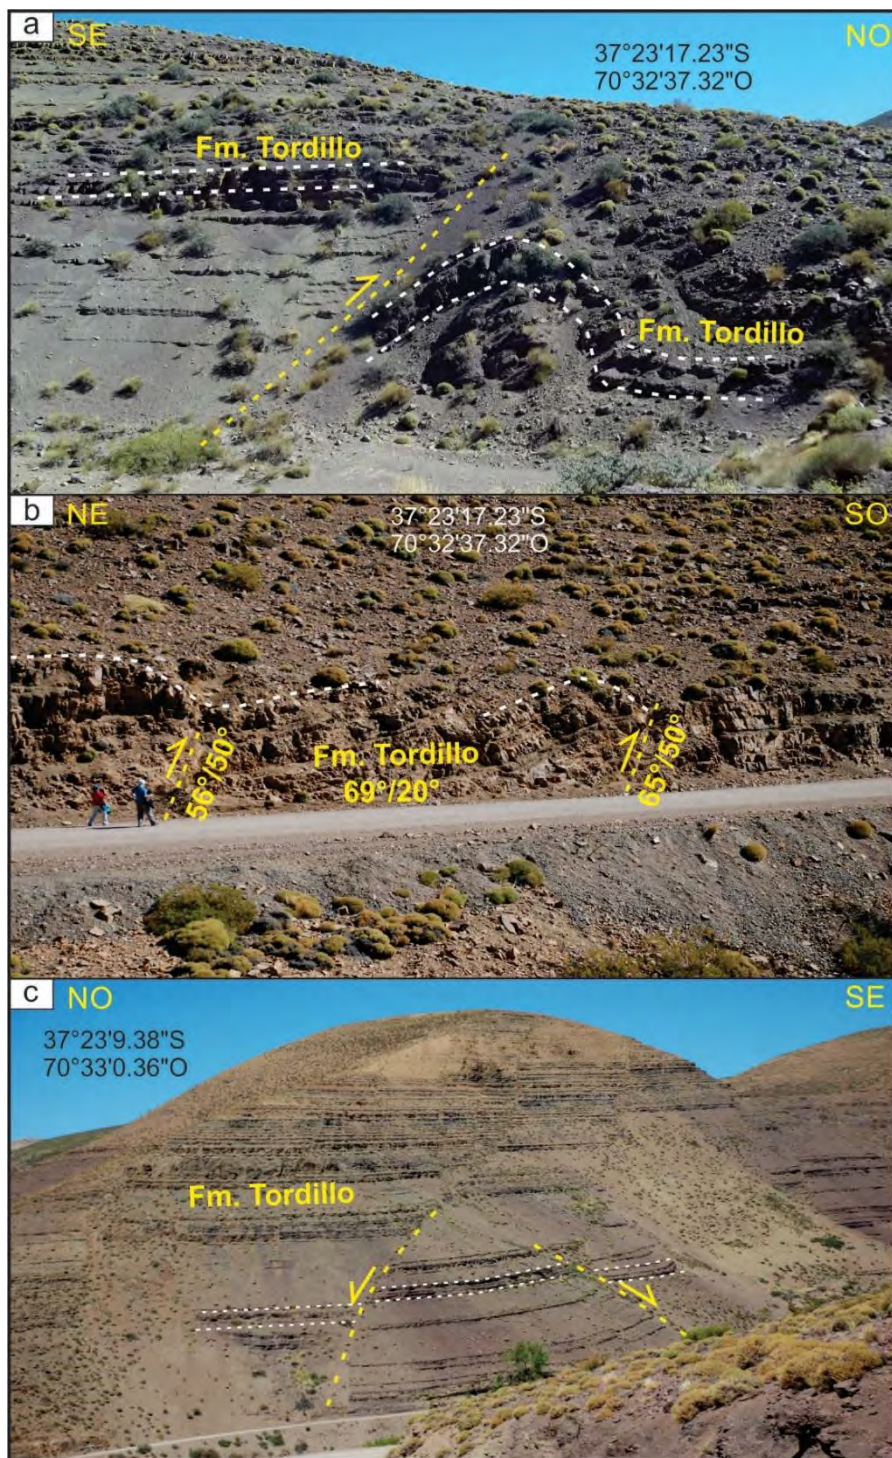 a
SE
NO
37°23'17.23"S
70°32'37.32"O
Fm. Tordillo
Fm. Tordillo
b
NE
SO
37°23'17.23"S
70°32'37.32"O
56°/50°
Fm. Tordillo
69°/20°
65°/50°
c
NO
SE
37°23'9.38"S
70°33'0.36"O
Fm. Tordillo